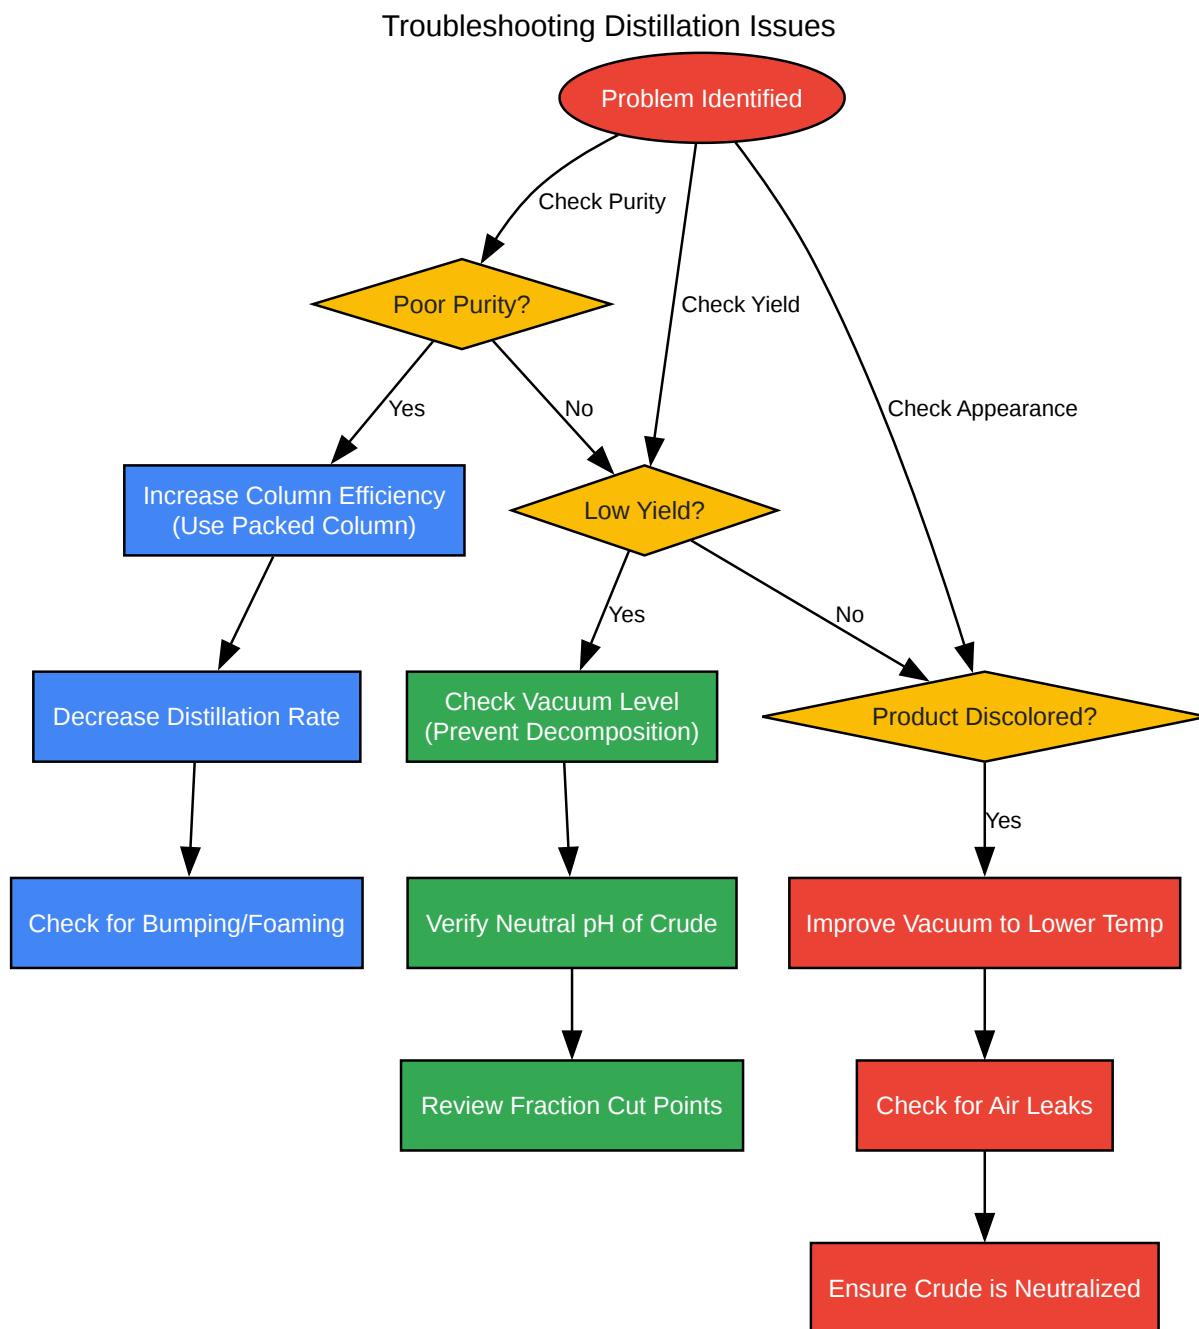 Troubleshooting Distillation Issues
Problem Identified
Check Purity
Poor Purity?
Check Yield
Check Appearance
Yes
No
Increase Column Efficiency
(Use Packed Column)
Low Yield?
Yes
No
Decrease Distillation Rate
Check Vacuum Level
(Prevent Decomposition)
Product Discolored?
Yes
Check for Bumping/Foaming
Verify Neutral pH of Crude
Improve Vacuum to Lower Temp
Review Fraction Cut Points
Check for Air Leaks
Ensure Crude is Neutralized